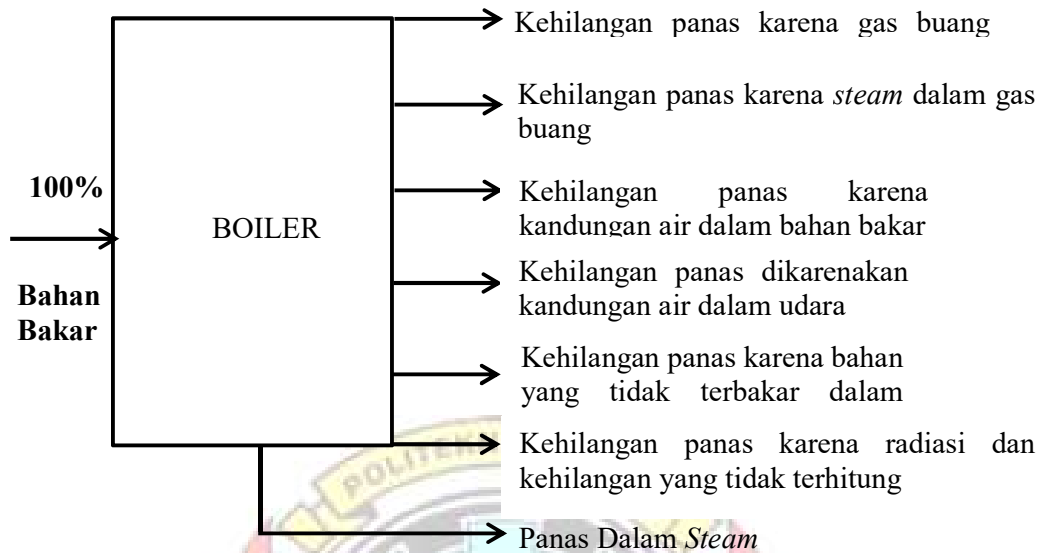 Kehilangan panas karena gas buang
Kehilangan panas karena steam dalam gas
buang
100%
Kehilangan panas karena
kandungan air dalam bahan bakar
BOILER
Kehilangan panas dikarenakan
kandungan air dalam udara
Bahan
Bakar
Kehilangan panas karena bahan
yang tidak terbakar dalam
Kehilangan panas karena radiasi dan
kehilangan yang tidak terhitung
Panas Dalam Steam